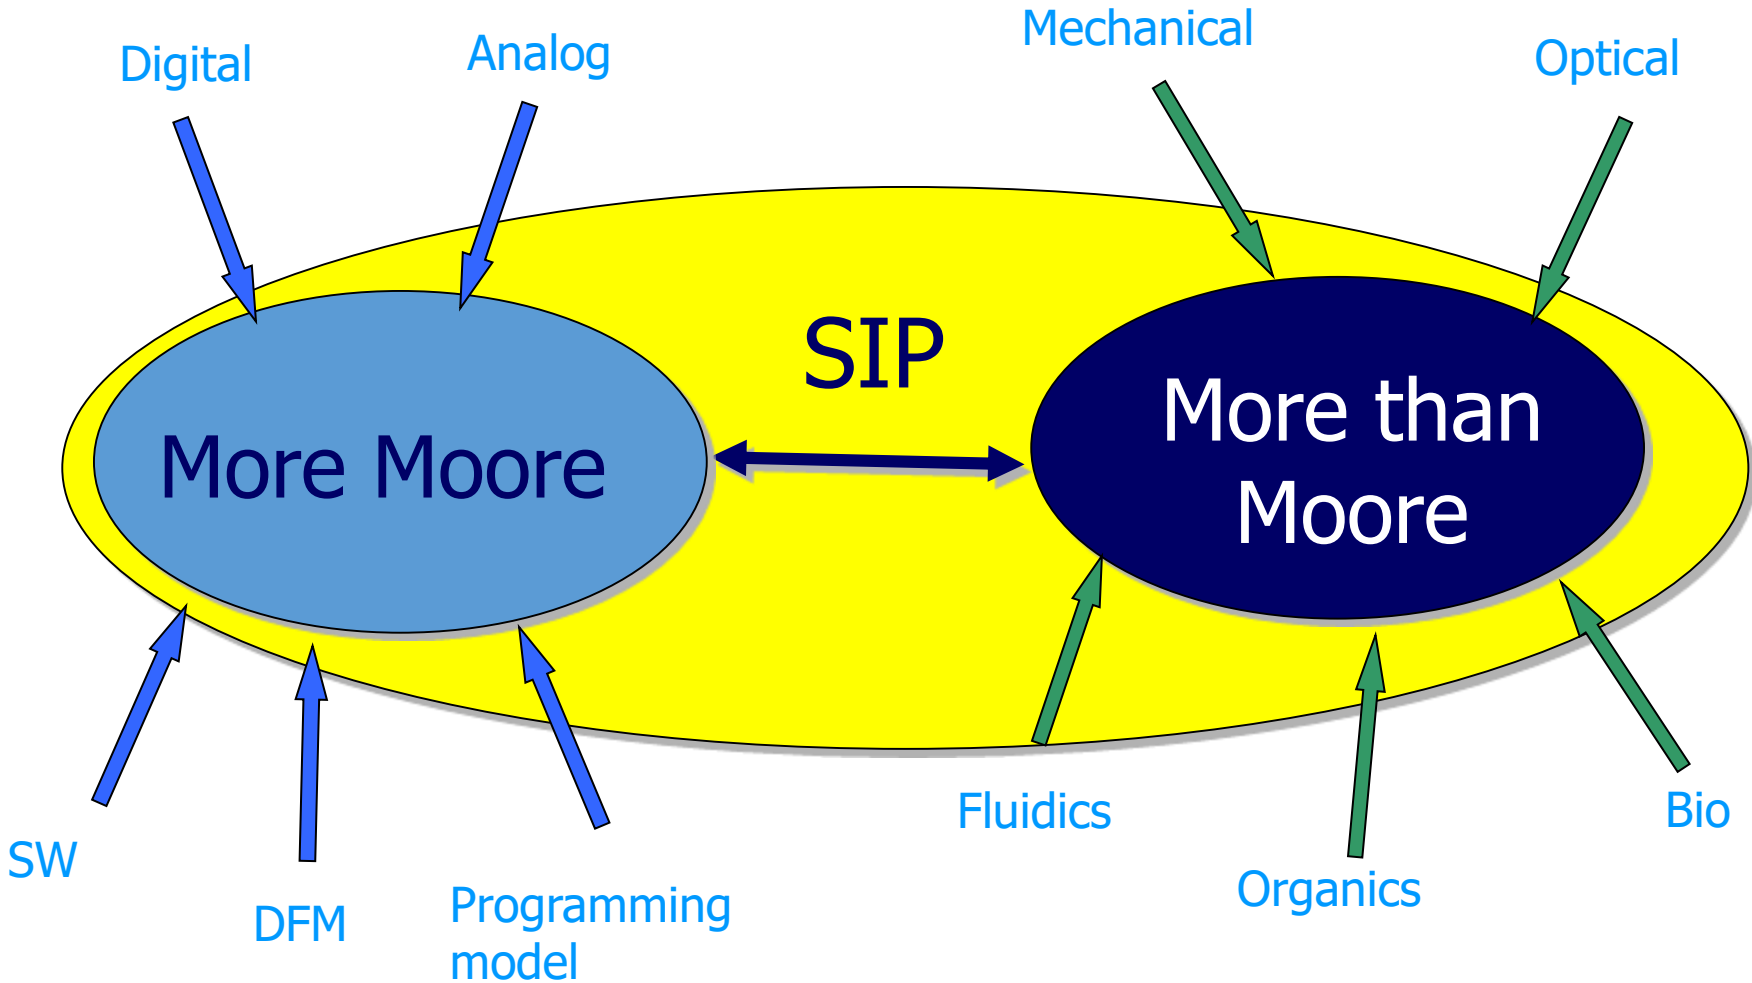 Digital
Analog
Mechanical
Optical
SIP
More Moore
More than
Moore
SW
DFM
Programming
model
Fluidics
Organics
Bio